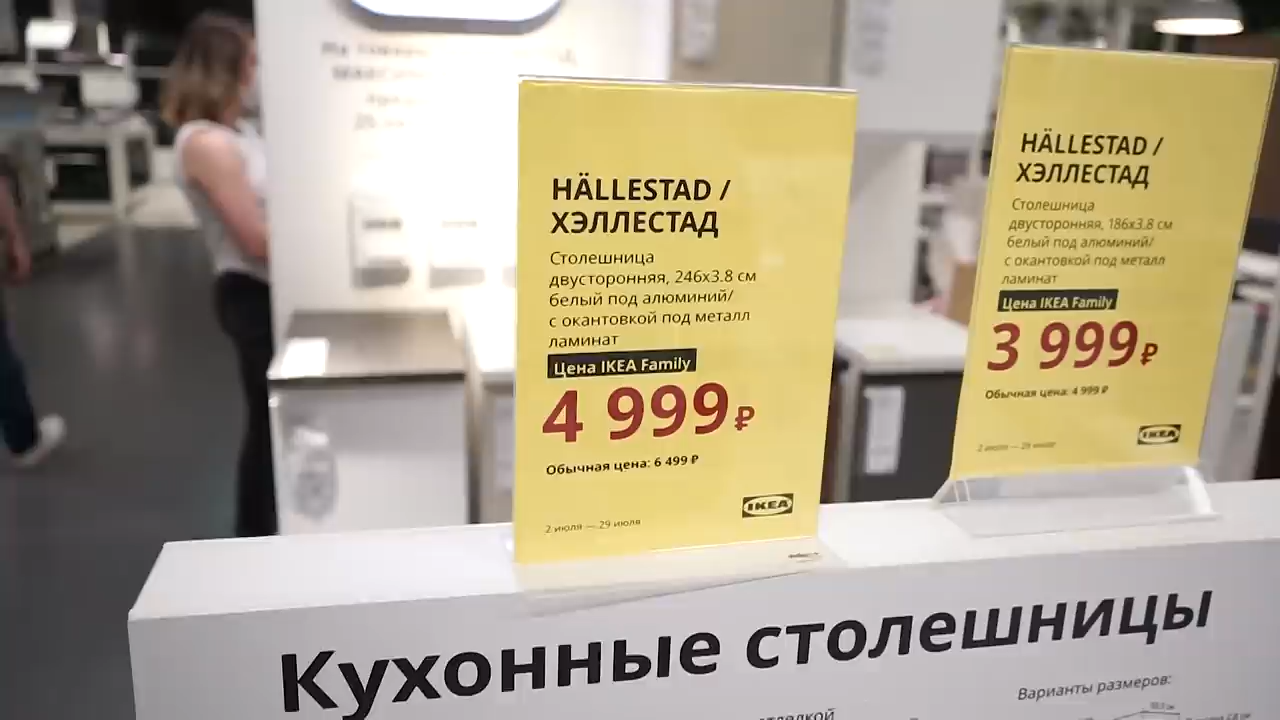 HÄLLESTAD /
ХЭЛЛЕСТАД
Столешница
двусторонняя, 246x3.8 см
белый под алюминий/
с окантовкой под металл
ламинат
Цена IKEA Family
4 999 ₽
Обычная цена: 6 499 ₽
IKEA
2 июля — 29 июля
HÄLLESTAD /
ХЭЛЛЕСТАД
Столешница
двусторонняя, 186x3.8 см
белый под алюминий/
с окантовкой под металл
ламинат
Цена IKEA Family
3 999 ₽
Обычная цена: 4 999 ₽
IKEA
2 июля — 29 июля
Кухонные столешницы
Варианты размеров:
отделкой